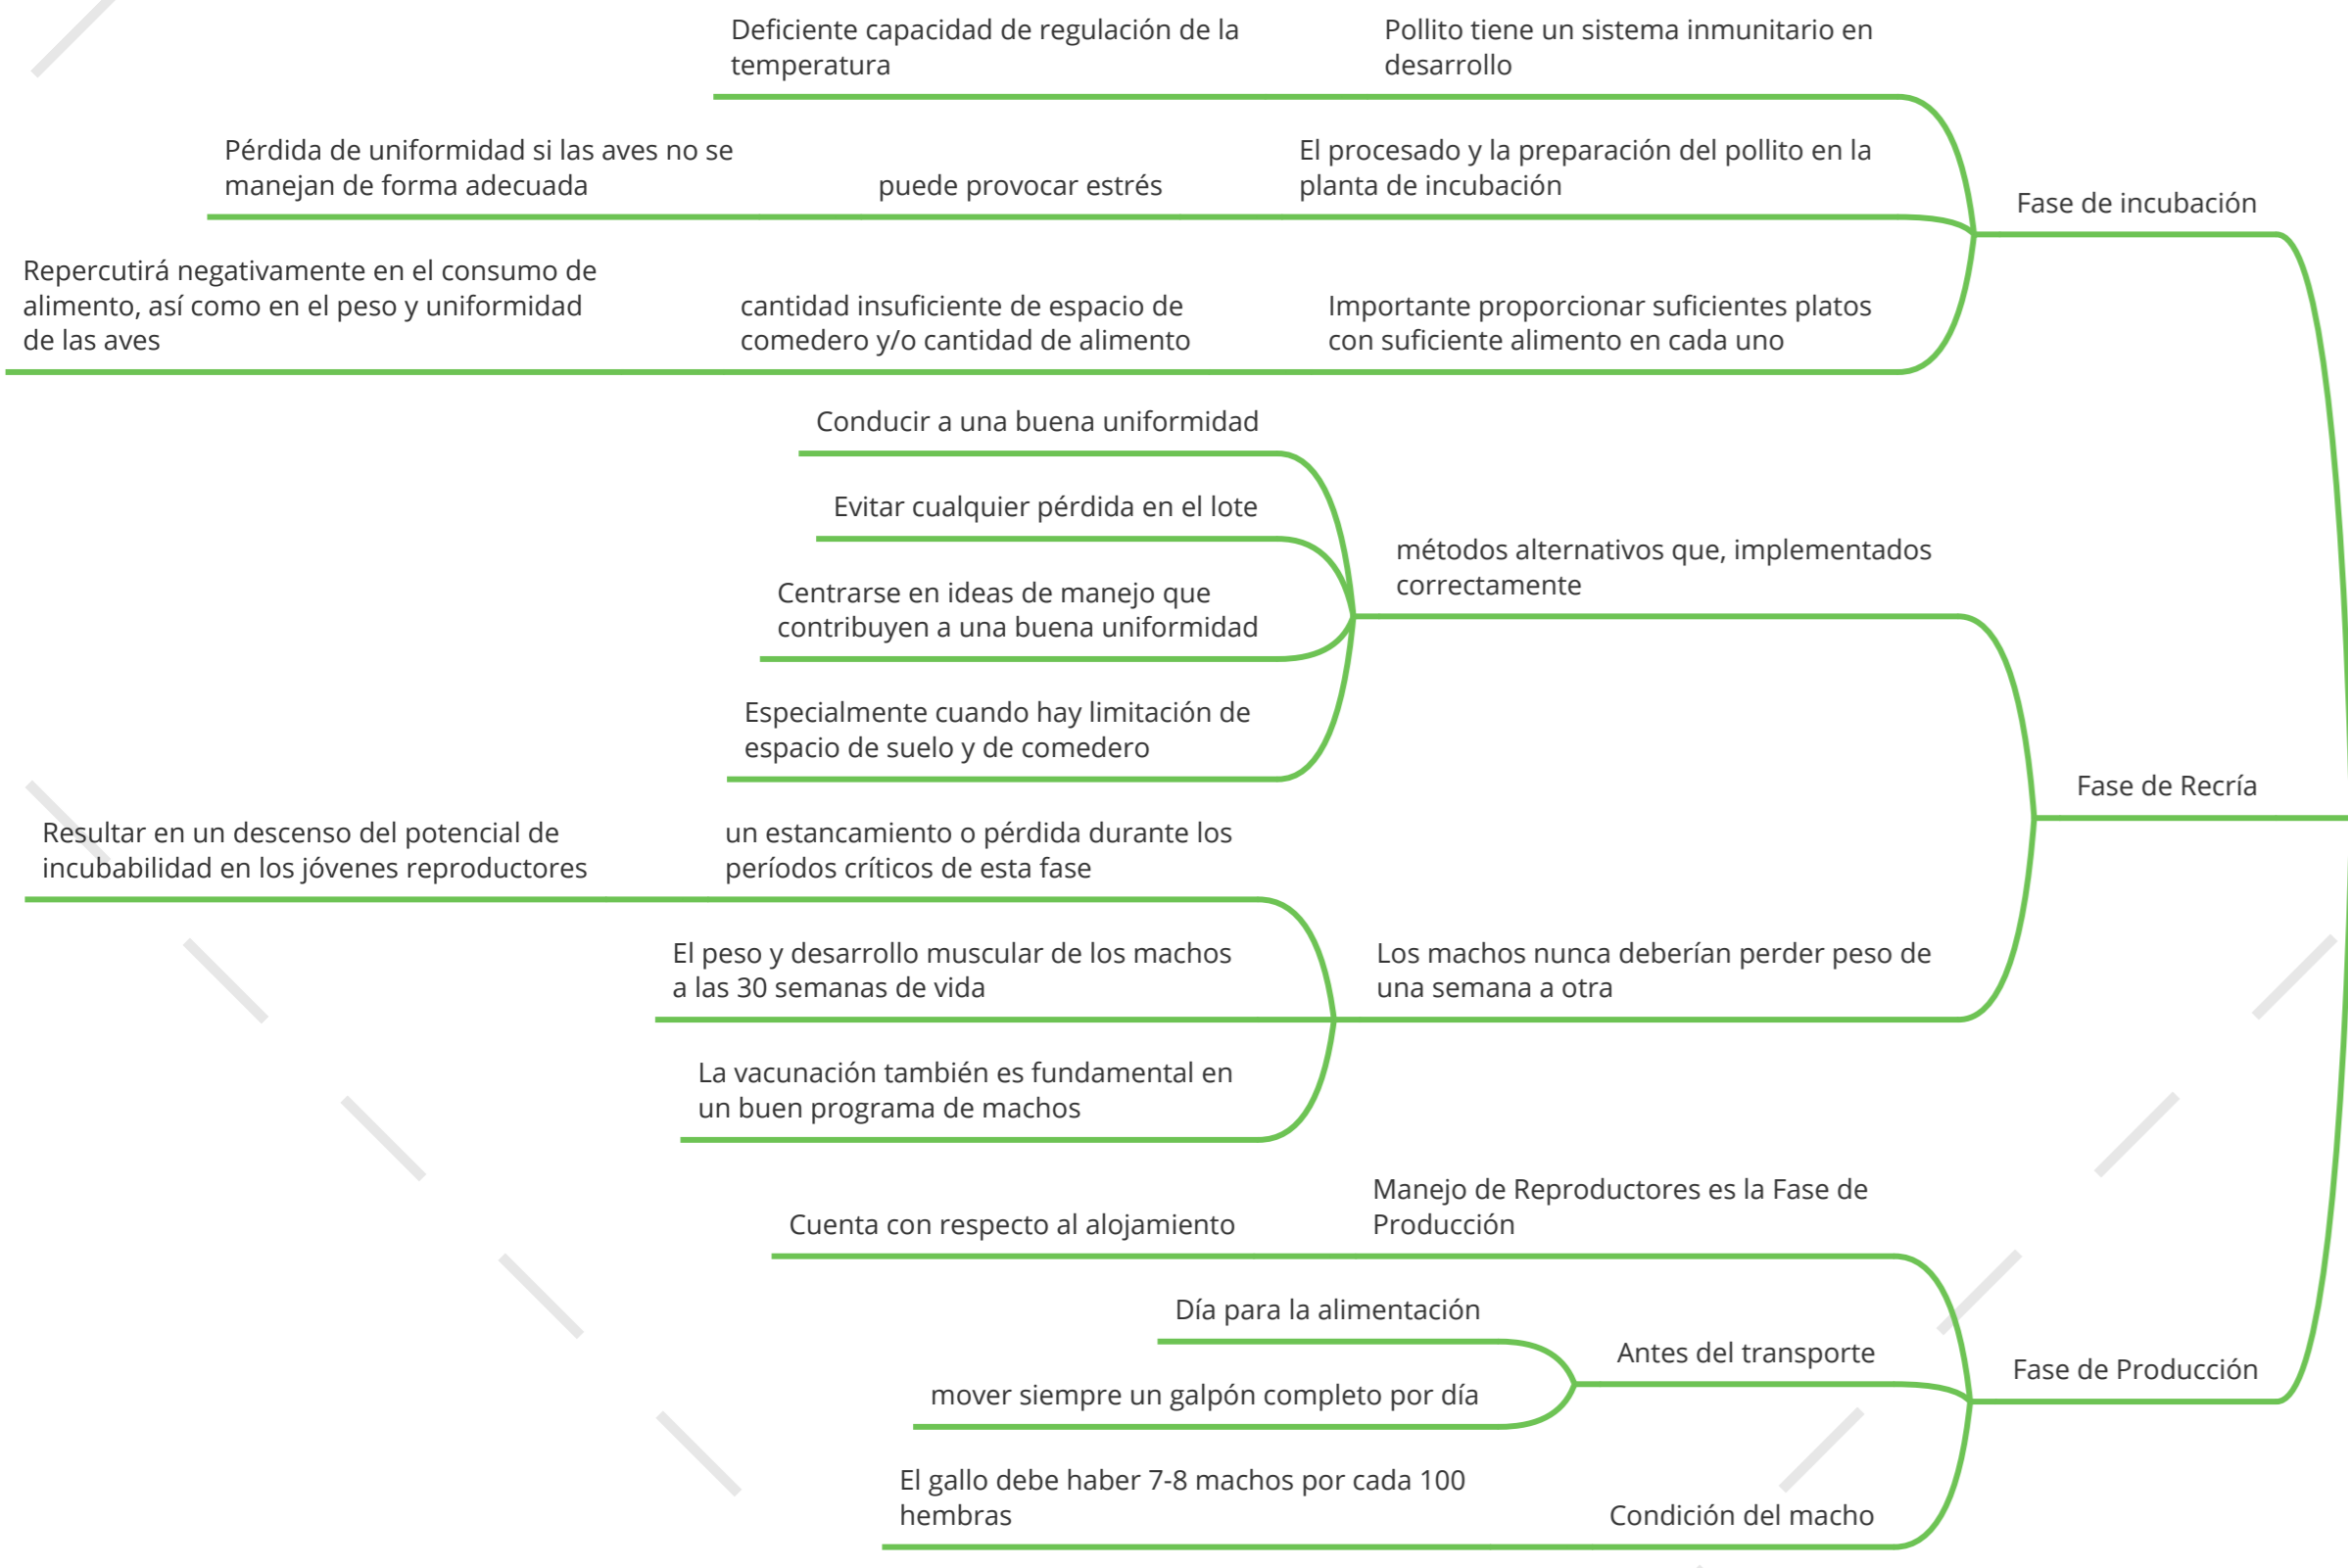 Deficiente capacidad de regulación de la
temperatura
Pollito tiene un sistema inmunitario en
desarrollo
Pérdida de uniformidad si las aves no se
manejan de forma adecuada
puede provocar estrés
El procesado y la preparación del pollito en la
planta de incubación
Fase de incubación
Repercutirá negativamente en el consumo de
alimento, así como en el peso y uniformidad
de las aves
cantidad insuficiente de espacio de
comedero y/o cantidad de alimento
Importante proporcionar suficientes platos
con suficiente alimento en cada uno
Conducir a una buena uniformidad
Evitar cualquier pérdida en el lote
Centrarse en ideas de manejo que
contribuyen a una buena uniformidad
Especialmente cuando hay limitación de
espacio de suelo y de comedero
métodos alternativos que, implementados
correctamente
Fase de Recría
Resultar en un descenso del potencial de
incubabilidad en los jóvenes reproductores
un estancamiento o pérdida durante los
períodos críticos de esta fase
El peso y desarrollo muscular de los machos
a las 30 semanas de vida
La vacunación también es fundamental en
un buen programa de machos
Los machos nunca deberían perder peso de
una semana a otra
Cuenta con respecto al alojamiento
Manejo de Reproductores es la Fase de
Producción
Día para la alimentación
mover siempre un galpón completo por día
Antes del transporte
Fase de Producción
El gallo debe haber 7-8 machos por cada 100
hembras
Condición del macho